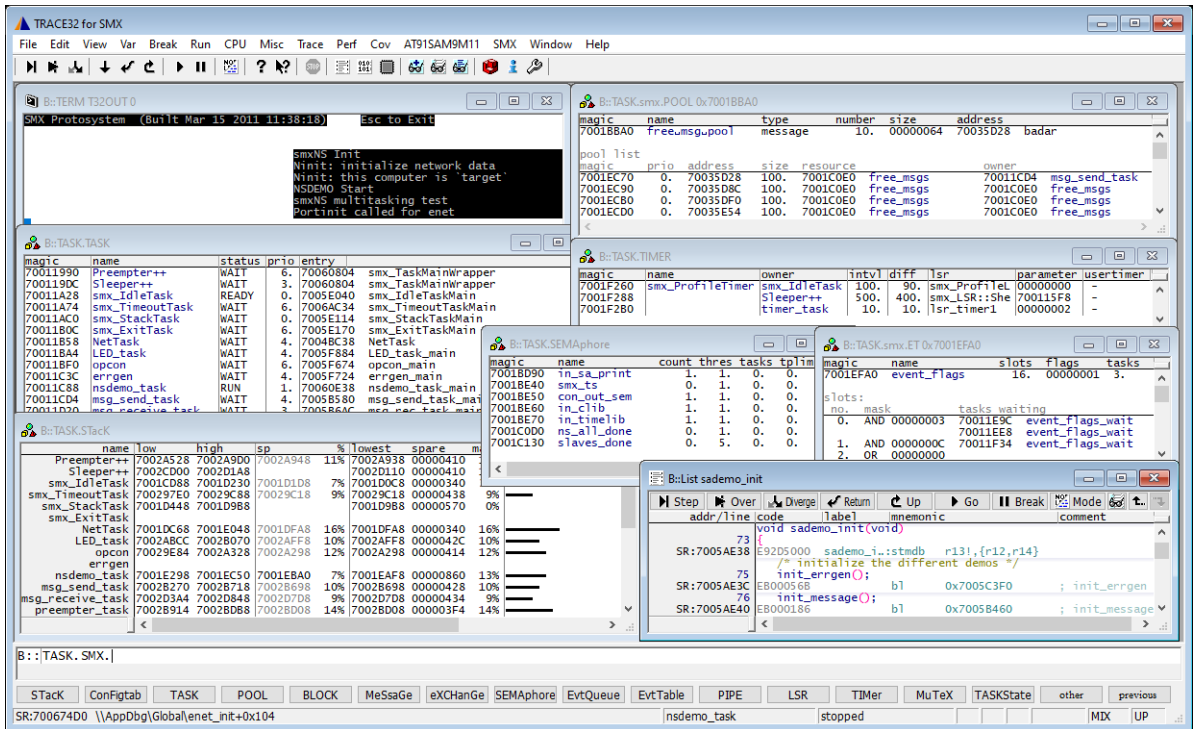 TRACE32 for SMX
File Edit View Var Break Run CPU Misc Trace Perf Cov AT91SAM9M11 SMX Window Help
B::TERM T32OUT 0
SMX Protosystem (Built Mar 15 2011 11:38:18) Esc to Exit
smxNS Init
Ninit: initialize network data
Ninit: this computer is `target`
NSDEMO Start
smxNS multitasking test
Portinit called for enet
B::TASK.smx.POOL 0x7001BBA0
magic name type number size address
7001BBA0 free_msg_pool message 10. 00000064 70035D28 badar
pool list
magic prio address size resource owner
7001EC70 0. 70035D28 100. 7001C0E0 free_msgs 70011CD4 msg_send_task
7001EC90 0. 70035D8C 100. 7001C0E0 free_msgs 7001C0E0 free_msgs
7001ECB0 0. 70035DF0 100. 7001C0E0 free_msgs 7001C0E0 free_msgs
7001ECD0 0. 70035E54 100. 7001C0E0 free_msgs 7001C0E0 free_msgs
B::TASK.TASK
magic name status prio entry
70011990 Preempter++ WAIT 6. 70060804 smx_TaskMainWrapper
700119DC Sleeper++ WAIT 3. 70060804 smx_TaskMainWrapper
70011A28 smx_IdleTask READY 0. 7005E040 smx_IdleTaskMain
70011A74 smx_TimeoutTask WAIT 6. 7006AC34 smx_TimeoutTaskMain
70011AC0 smx_StackTask WAIT 0. 7005E114 smx_StackTaskMain
70011B0C smx_ExitTask WAIT 6. 7005E170 smx_ExitTaskMain
70011B58 NetTask WAIT 4. 7004BC38 NetTask
70011BA4 LED_task WAIT 4. 7005F884 LED_task_main
70011BF0 opcon WAIT 6. 7005F674 opcon_main
70011C3C errgen WAIT 4. 7005F724 errgen_main
70011C88 nsdemo_task RUN 1. 70060E38 nsdemo_task_main
70011CD4 msg_send_task WAIT 4. 7005B580 msg_send_task_mai
70011D20 msg_receive_task WAIT 3. 7005B6AC msg_rec_task_main
B::TASK.TIMER
magic name owner intvl diff lsr parameter usertimer
7001F260 smx_ProfileTimer smx_IdleTask 100. 90. smx_ProfileL 00000000 -
7001F288 Sleeper++ 500. 400. smx_LSR::She 700115F8 -
7001F2B0 timer_task 10. 10. lsr_timer1 00000002 -
B::TASK.SEMAphore
magic name count thres tasks tplim
7001BD90 in_sa_print 1. 1. 0. 0.
7001BE40 smx_ts 0. 1. 0. 0.
7001BE50 con_out_sem 1. 1. 0. 0.
7001BE60 in_clib 1. 1. 0. 0.
7001BE70 in_timelib 1. 1. 0. 0.
7001C0D0 ns_all_done 0. 1. 0. 0.
7001C130 slaves_done 0. 5. 0. 0.
B::TASK.smx.ET 0x7001EFA0
magic name slots flags tasks
7001EFA0 event_flags 16. 00000001 3.
slots:
no. mask tasks waiting
0. AND 00000003 70011E9C event_flags_wait
70011EE8 event_flags_wait
1. AND 0000000C 70011F34 event_flags_wait
2. OR 00000000
B::TASK.STacK
name low high sp % lowest spare m
Preempter++ 7002A528 7002A9D0 7002A948 11% 7002A938 00000410
Sleeper++ 7002CD00 7002D1A8 7002D110 00000410
smx_IdleTask 7001CD88 7001D230 7001D1D8 7% 7001D0C8 00000340
smx_TimeoutTask 700297E0 70029C88 70029C18 9% 70029C18 00000438 9%
smx_StackTask 7001D448 7001D9B8 7001D9B8 00000570 0%
smx_ExitTask
NetTask 7001DC68 7001E048 7001DFA8 16% 7001DFA8 00000340 16%
LED_task 7002ABCC 7002B070 7002AFF8 10% 7002AFF8 0000042C 10%
opcon 70029E84 7002A328 7002A298 12% 7002A298 00000414 12%
errgen
nsdemo_task 7001E298 7001EC50 7001EBA0 7% 7001EAF8 00000860 13%
msg_send_task 7002B270 7002B718 7002B698 10% 7002B698 00000428 10%
msg_receive_task 7002D3A4 7002D848 7002D7D8 9% 7002D7D8 00000434 9%
preempter_task 7002B914 7002BDB8 7002BD08 14% 7002BD08 000003F4 14%
B::List sademo_init
Step Over Diverge Return Up Go Break Mode
addr/line code label mnemonic comment
void sademo_init(void)
73 {
SR:7005AE38 E92D5000 sademo_i..:stmdb r13!,{r12,r14}
/* initialize the different demos */
75 init_errgen();
SR:7005AE3C EB00056B bl 0x7005C3F0 ; init_errgen
76 init_message();
SR:7005AE40 EB000186 bl 0x7005B460 ; init_message
B::TASK.SMX.
STacK ConFigtab TASK POOL BLOCK MeSsaGe eXCHanGe SEMAphore EvtQueue EvtTable PIPE LSR TIMer MuTeX TASKState other previous
SR:700674D0 \\AppDbg\Global\enet_init+0x104 nsdemo_task stopped MIX UP